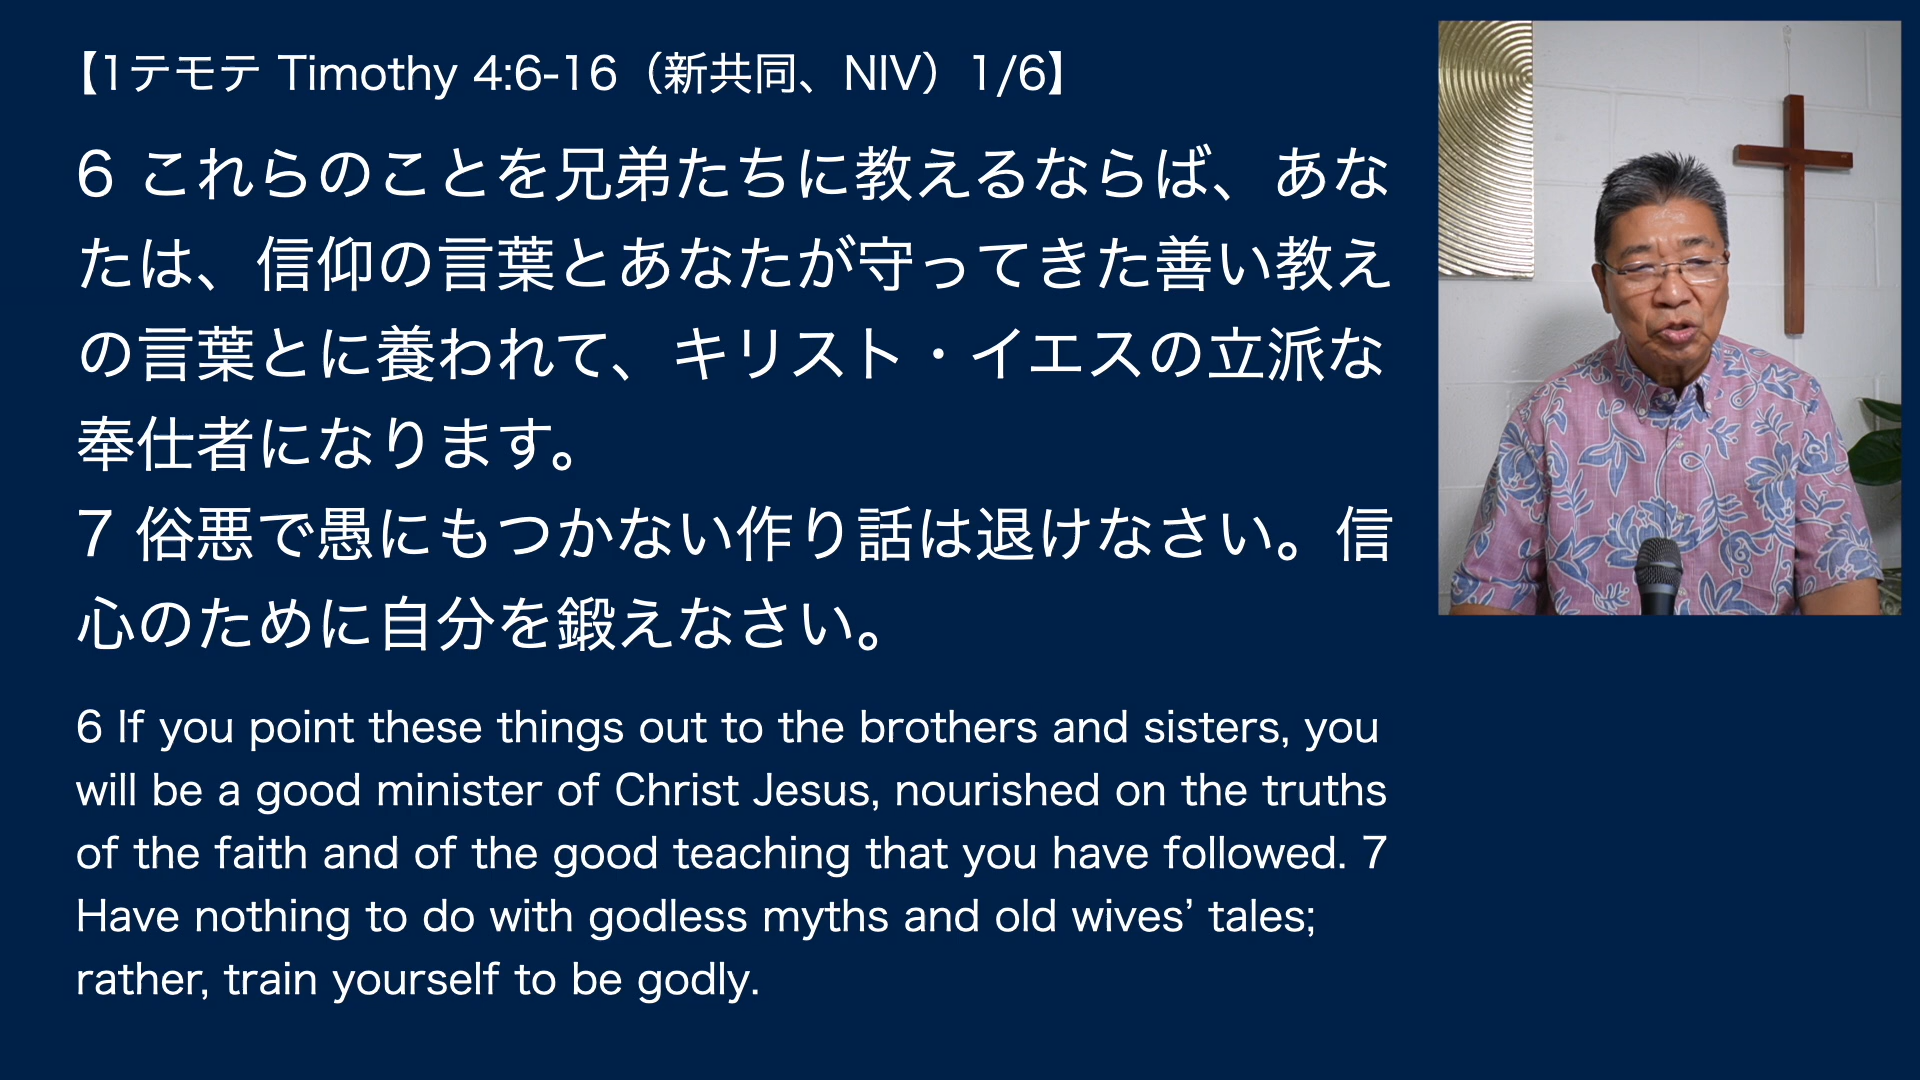 【1テモテ Timothy 4:6-16（新共同、NIV）1/6】
6 これらのことを兄弟たちに教えるならば、あな
たは、信仰の言葉とあなたが守ってきた善い教え
の言葉とに養われて、キリスト・イエスの立派な
奉仕者になります。
7 俗悪で愚にもつかない作り話は退けなさい。信
心のために自分を鍛えなさい。
6 If you point these things out to the brothers and sisters, you
will be a good minister of Christ Jesus, nourished on the truths
of the faith and of the good teaching that you have followed. 7
Have nothing to do with godless myths and old wives’ tales;
rather, train yourself to be godly.